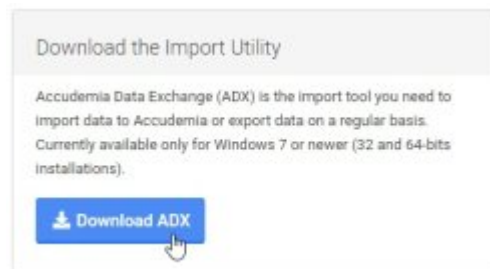 Download the Import Utility
Accudemia Data Exchange (ADX) is the import tool you need to
import data to Accudemia or export data on a regular basis.
Currently available only for Windows 7 or newer (32 and 64-bits
installations).
Download ADX